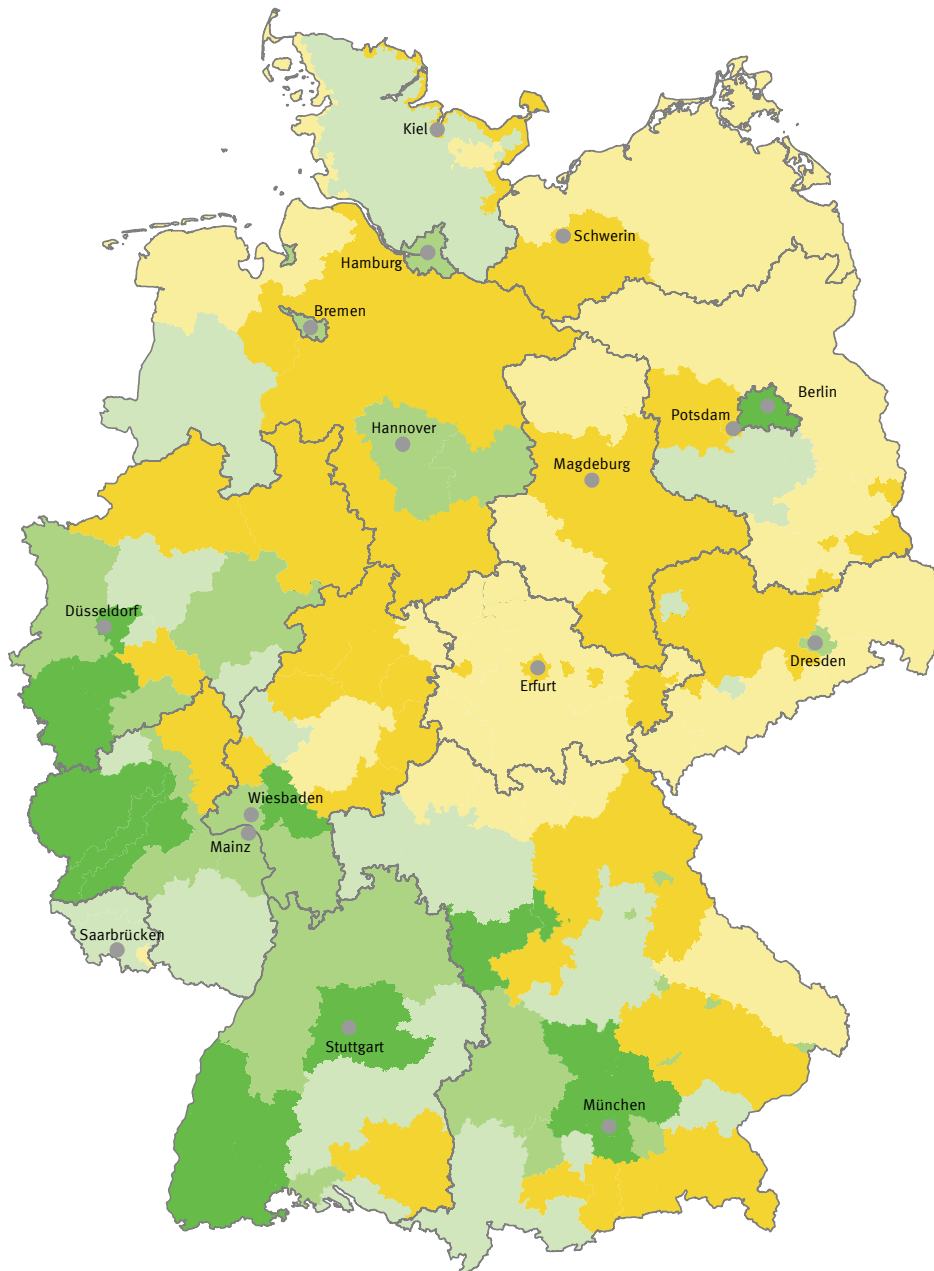 Kiel
Schwerin
Hamburg
Bremen
Berlin
Potsdam
Hannover
Magdeburg
Düsseldorf
Dresden
Erfurt
Wiesbaden
Mainz
Saarbrücken
Stuttgart
München